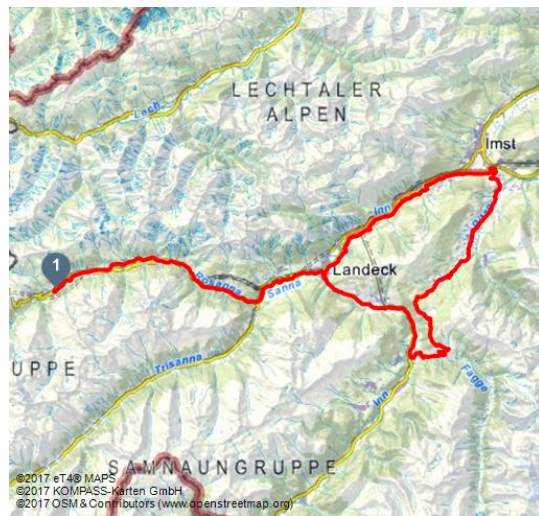 LECHTALER
ALPEN
Lech
Imst
Inn
Pitze
1
Landeck
Rosanna
Sanna
UPPE
Trisanna
Fagge
Inn
SAMNAUNGRUPPE
©2017 eT4® MAPS
©2017 KOMPASS-Karten GmbH
©2017 OSM & Contributors (www.openstreetmap.org)